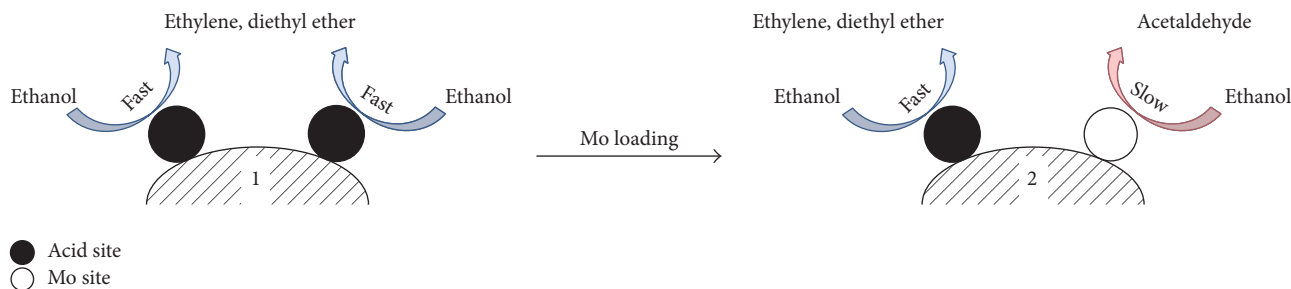 Ethylene, diethyl ether
Ethanol
Fast
Fast
Ethanol
1
Mo loading
Ethylene, diethyl ether
Acetaldehyde
Ethanol
Fast
Slow
Ethanol
2
Acid site
Mo site